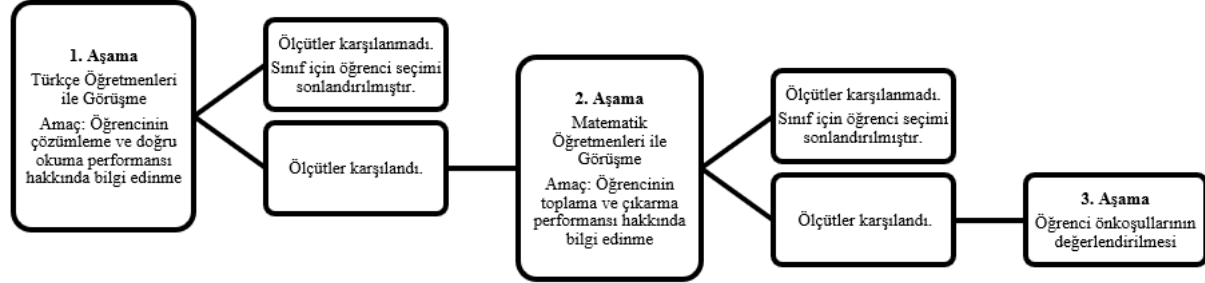 1. Aşama
Türkçe Öğretmenleri
ile Görüşme
Amaç: Öğrencinin
çözümleme ve doğru
okuma performansı
hakkında bilgi edinme
Ölçütler karşılanmadı.
Sınıf için öğrenci seçimi
sonlandırılmıştır.
Ölçütler karşılandı.
2. Aşama
Matematik
Öğretmenleri ile
Görüşme
Amaç: Öğrencinin
toplama ve çıkarma
performansı hakkında
bilgi edinme
Ölçütler karşılanmadı.
Sınıf için öğrenci seçimi
sonlandırılmıştır.
Ölçütler karşılandı.
3. Aşama
Öğrenci önkoşullarının
değerlendirilmesi